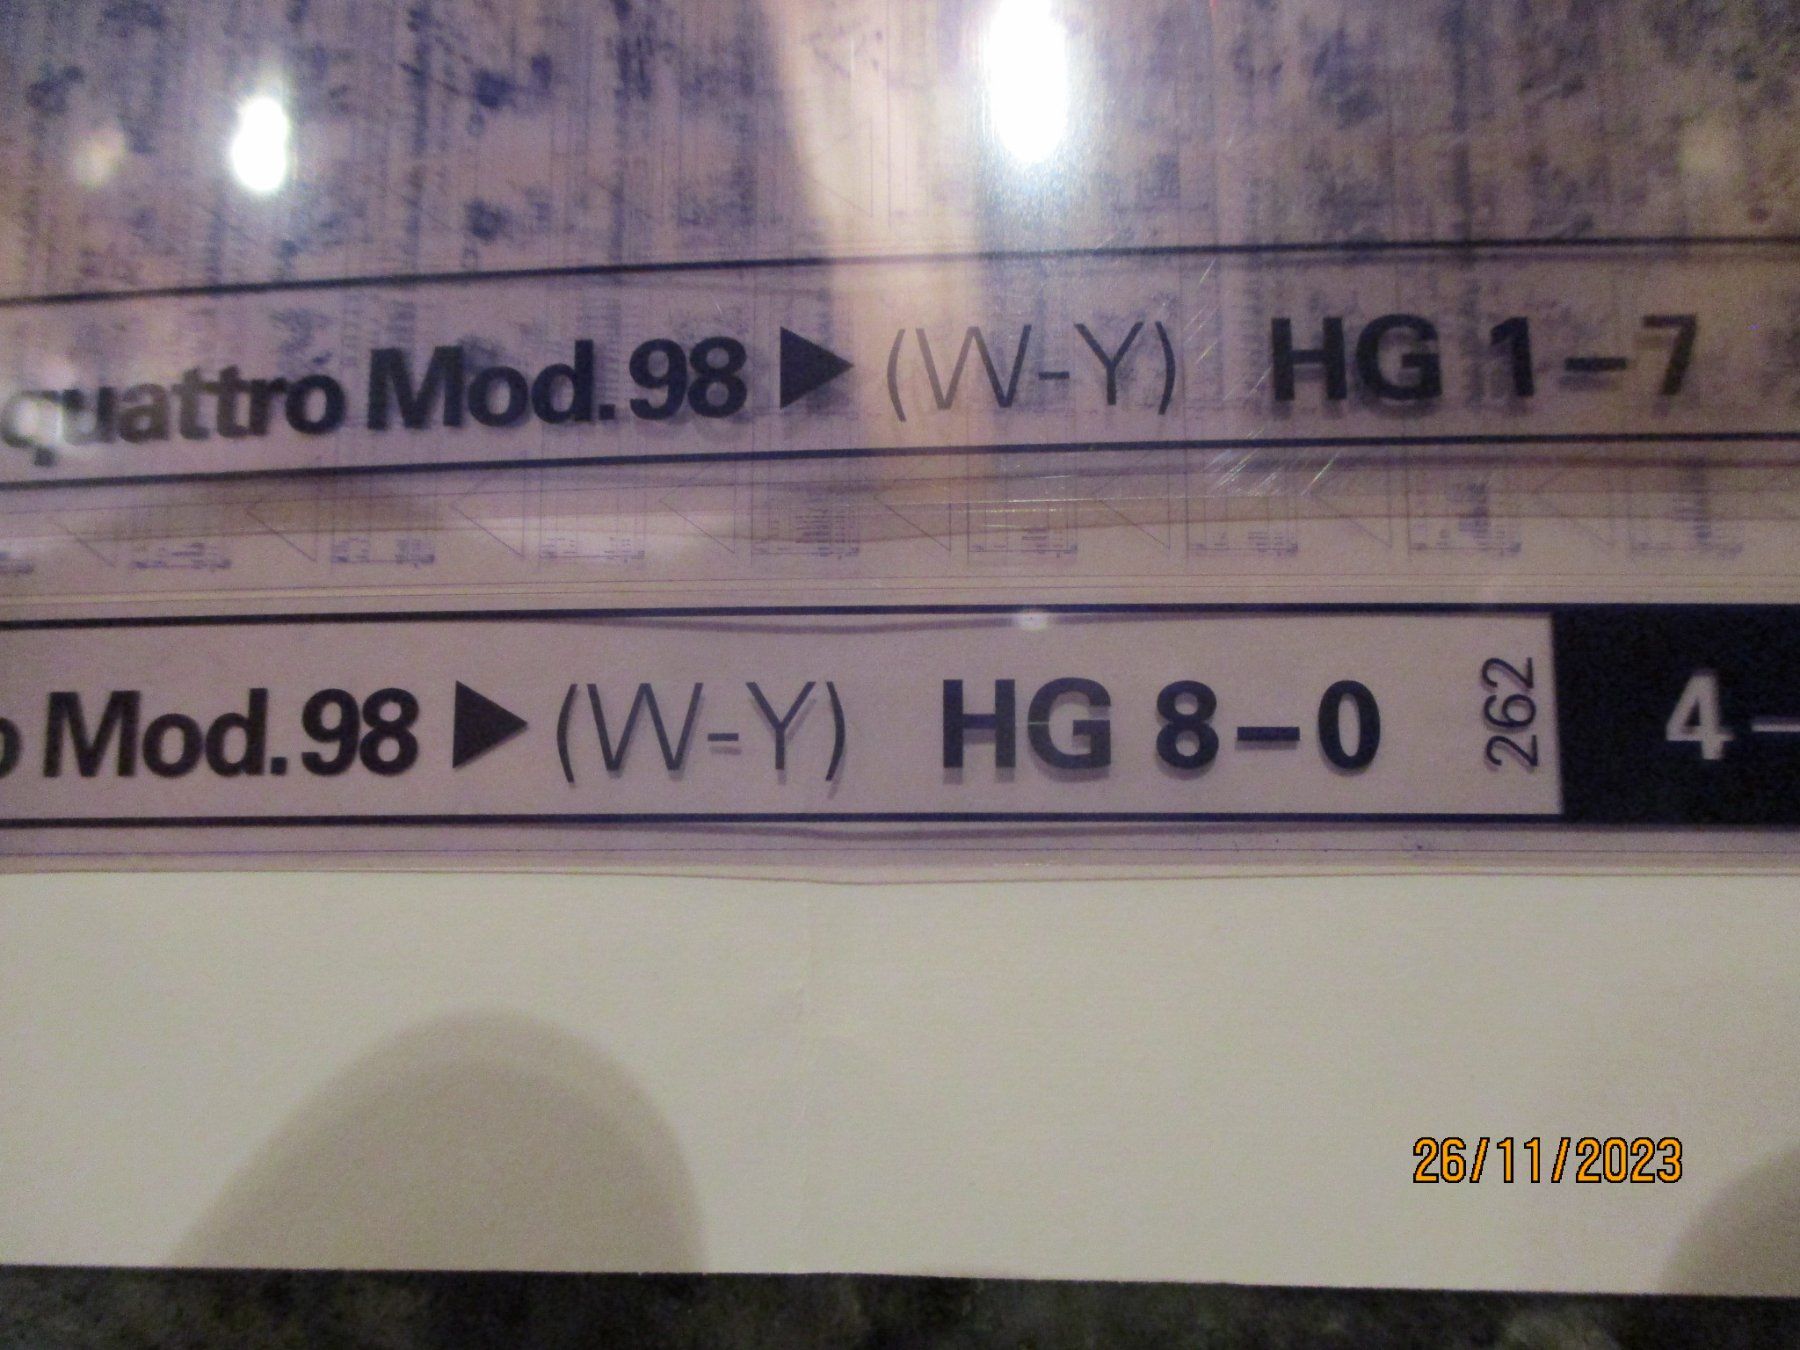 quattro Mod.98 ▶ (W-Y) HG 1–7
o Mod.98 ▶ (W-Y) HG 8–0 262 4–
26/11/2023